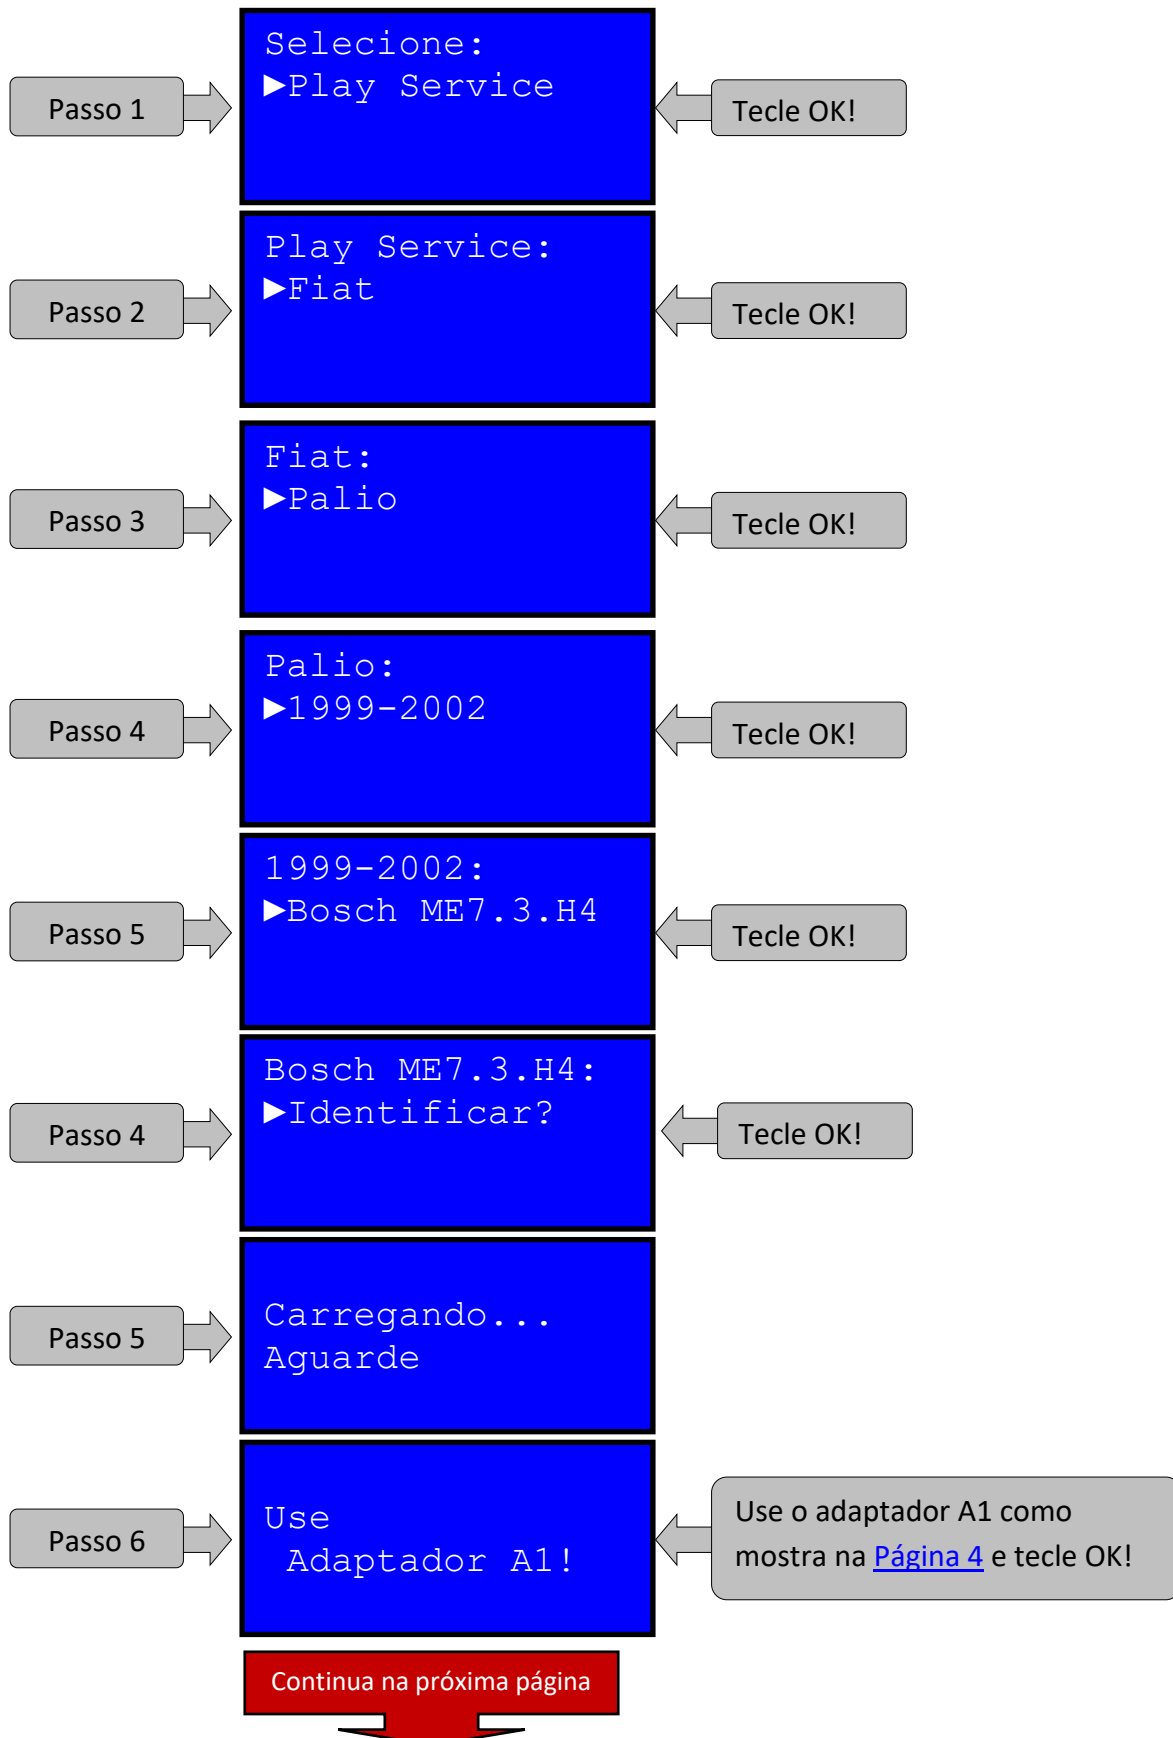 Selecione:
►Play Service
Passo 1
Tecle OK!
Play Service:
►Fiat
Passo 2
Tecle OK!
Fiat:
►Palio
Passo 3
Tecle OK!
Palio:
►1999-2002
Passo 4
Tecle OK!
1999-2002:
►Bosch ME7.3.H4
Passo 5
Tecle OK!
Bosch ME7.3.H4:
►Identificar?
Passo 4
Tecle OK!
Carregando...
Aguarde
Passo 5
Use
Adaptador A1!
Passo 6
Use o adaptador A1 como
mostra na Página 4 e tecle OK!
Continua na próxima página